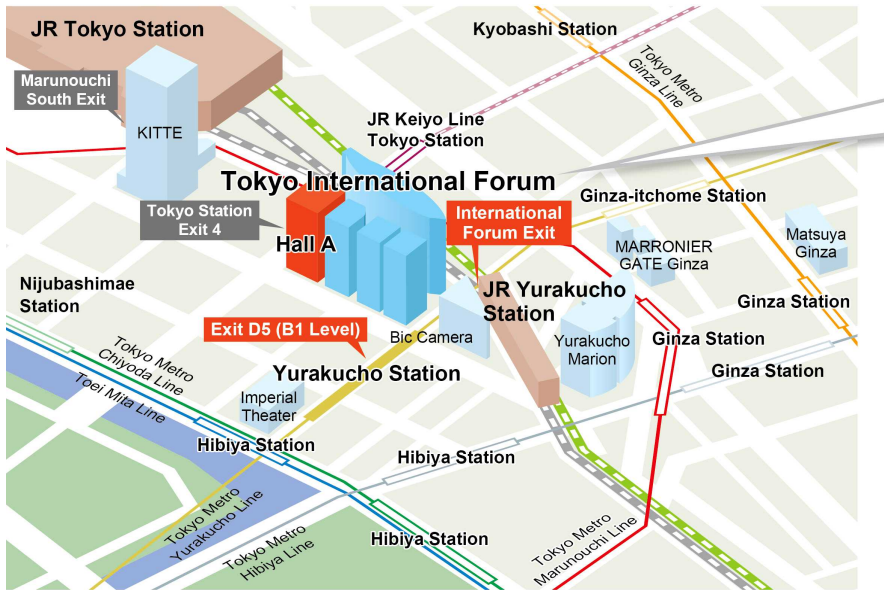 JR Tokyo Station
Kyobashi Station
Tokyo Metro
Ginza Line
Marunouchi
South Exit
KITTE
JR Keiyo Line
Tokyo Station
Tokyo International Forum
Ginza-itchome Station
Tokyo Station
Exit 4
Hall A
International
Forum Exit
MARRONIER
GATE Ginza
Matsuya
Ginza
Nijubashimae
Station
JR Yurakucho
Station
Ginza Station
Exit D5 (B1 Level)
Bic Camera
Yurakucho
Marion
Ginza Station
Tokyo Metro
Chiyoda Line
Yurakucho Station
Ginza Station
Toei Mita Line
Imperial
Theater
Hibiya Station
Hibiya Station
Tokyo Metro
Yurakucho Line
Tokyo Metro
Hibiya Line
Hibiya Station
Tokyo Metro
Marunouchi Line